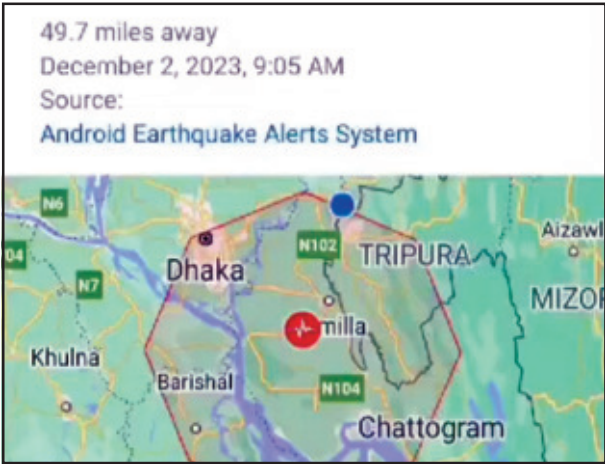 49.7 miles away
December 2, 2023, 9:05 AM
Source:
Android Earthquake Alerts System
N6
04
N7
Dhaka
N102
TRIPURA
Aizawl
MIZO
milla
Khulna
Barishal
N104
Chattogram